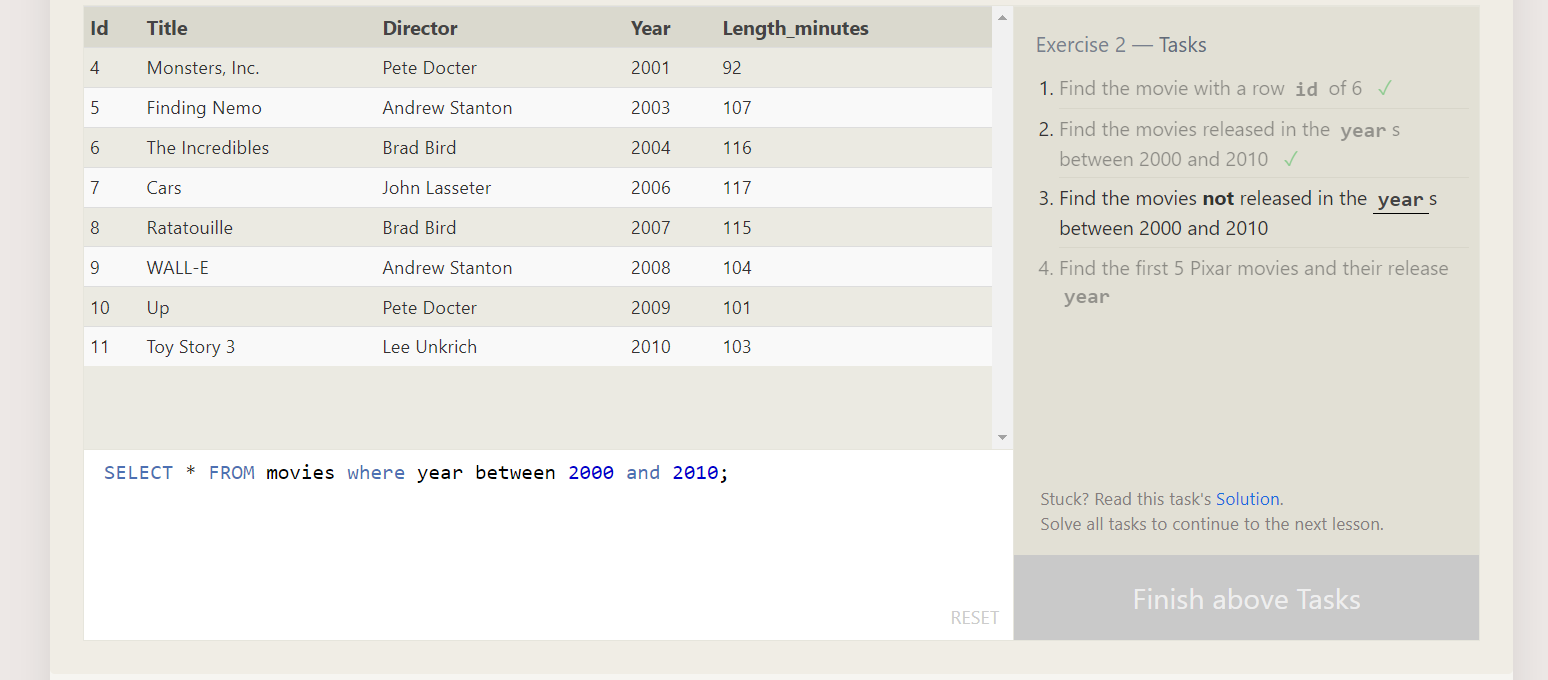 Id Title Director Year Length_minutes
4 Monsters, Inc. Pete Docter 2001 92
5 Finding Nemo Andrew Stanton 2003 107
6 The Incredibles Brad Bird 2004 116
7 Cars John Lasseter 2006 117
8 Ratatouille Brad Bird 2007 115
9 WALL-E Andrew Stanton 2008 104
10 Up Pete Docter 2009 101
11 Toy Story 3 Lee Unkrich 2010 103
SELECT * FROM movies where year between 2000 and 2010;
RESET
Exercise 2 — Tasks
1. Find the movie with a row id of 6 ✓
2. Find the movies released in the year s
between 2000 and 2010 ✓
3. Find the movies not released in the year s
between 2000 and 2010
4. Find the first 5 Pixar movies and their release
year
Stuck? Read this task's Solution.
Solve all tasks to continue to the next lesson.
Finish above Tasks